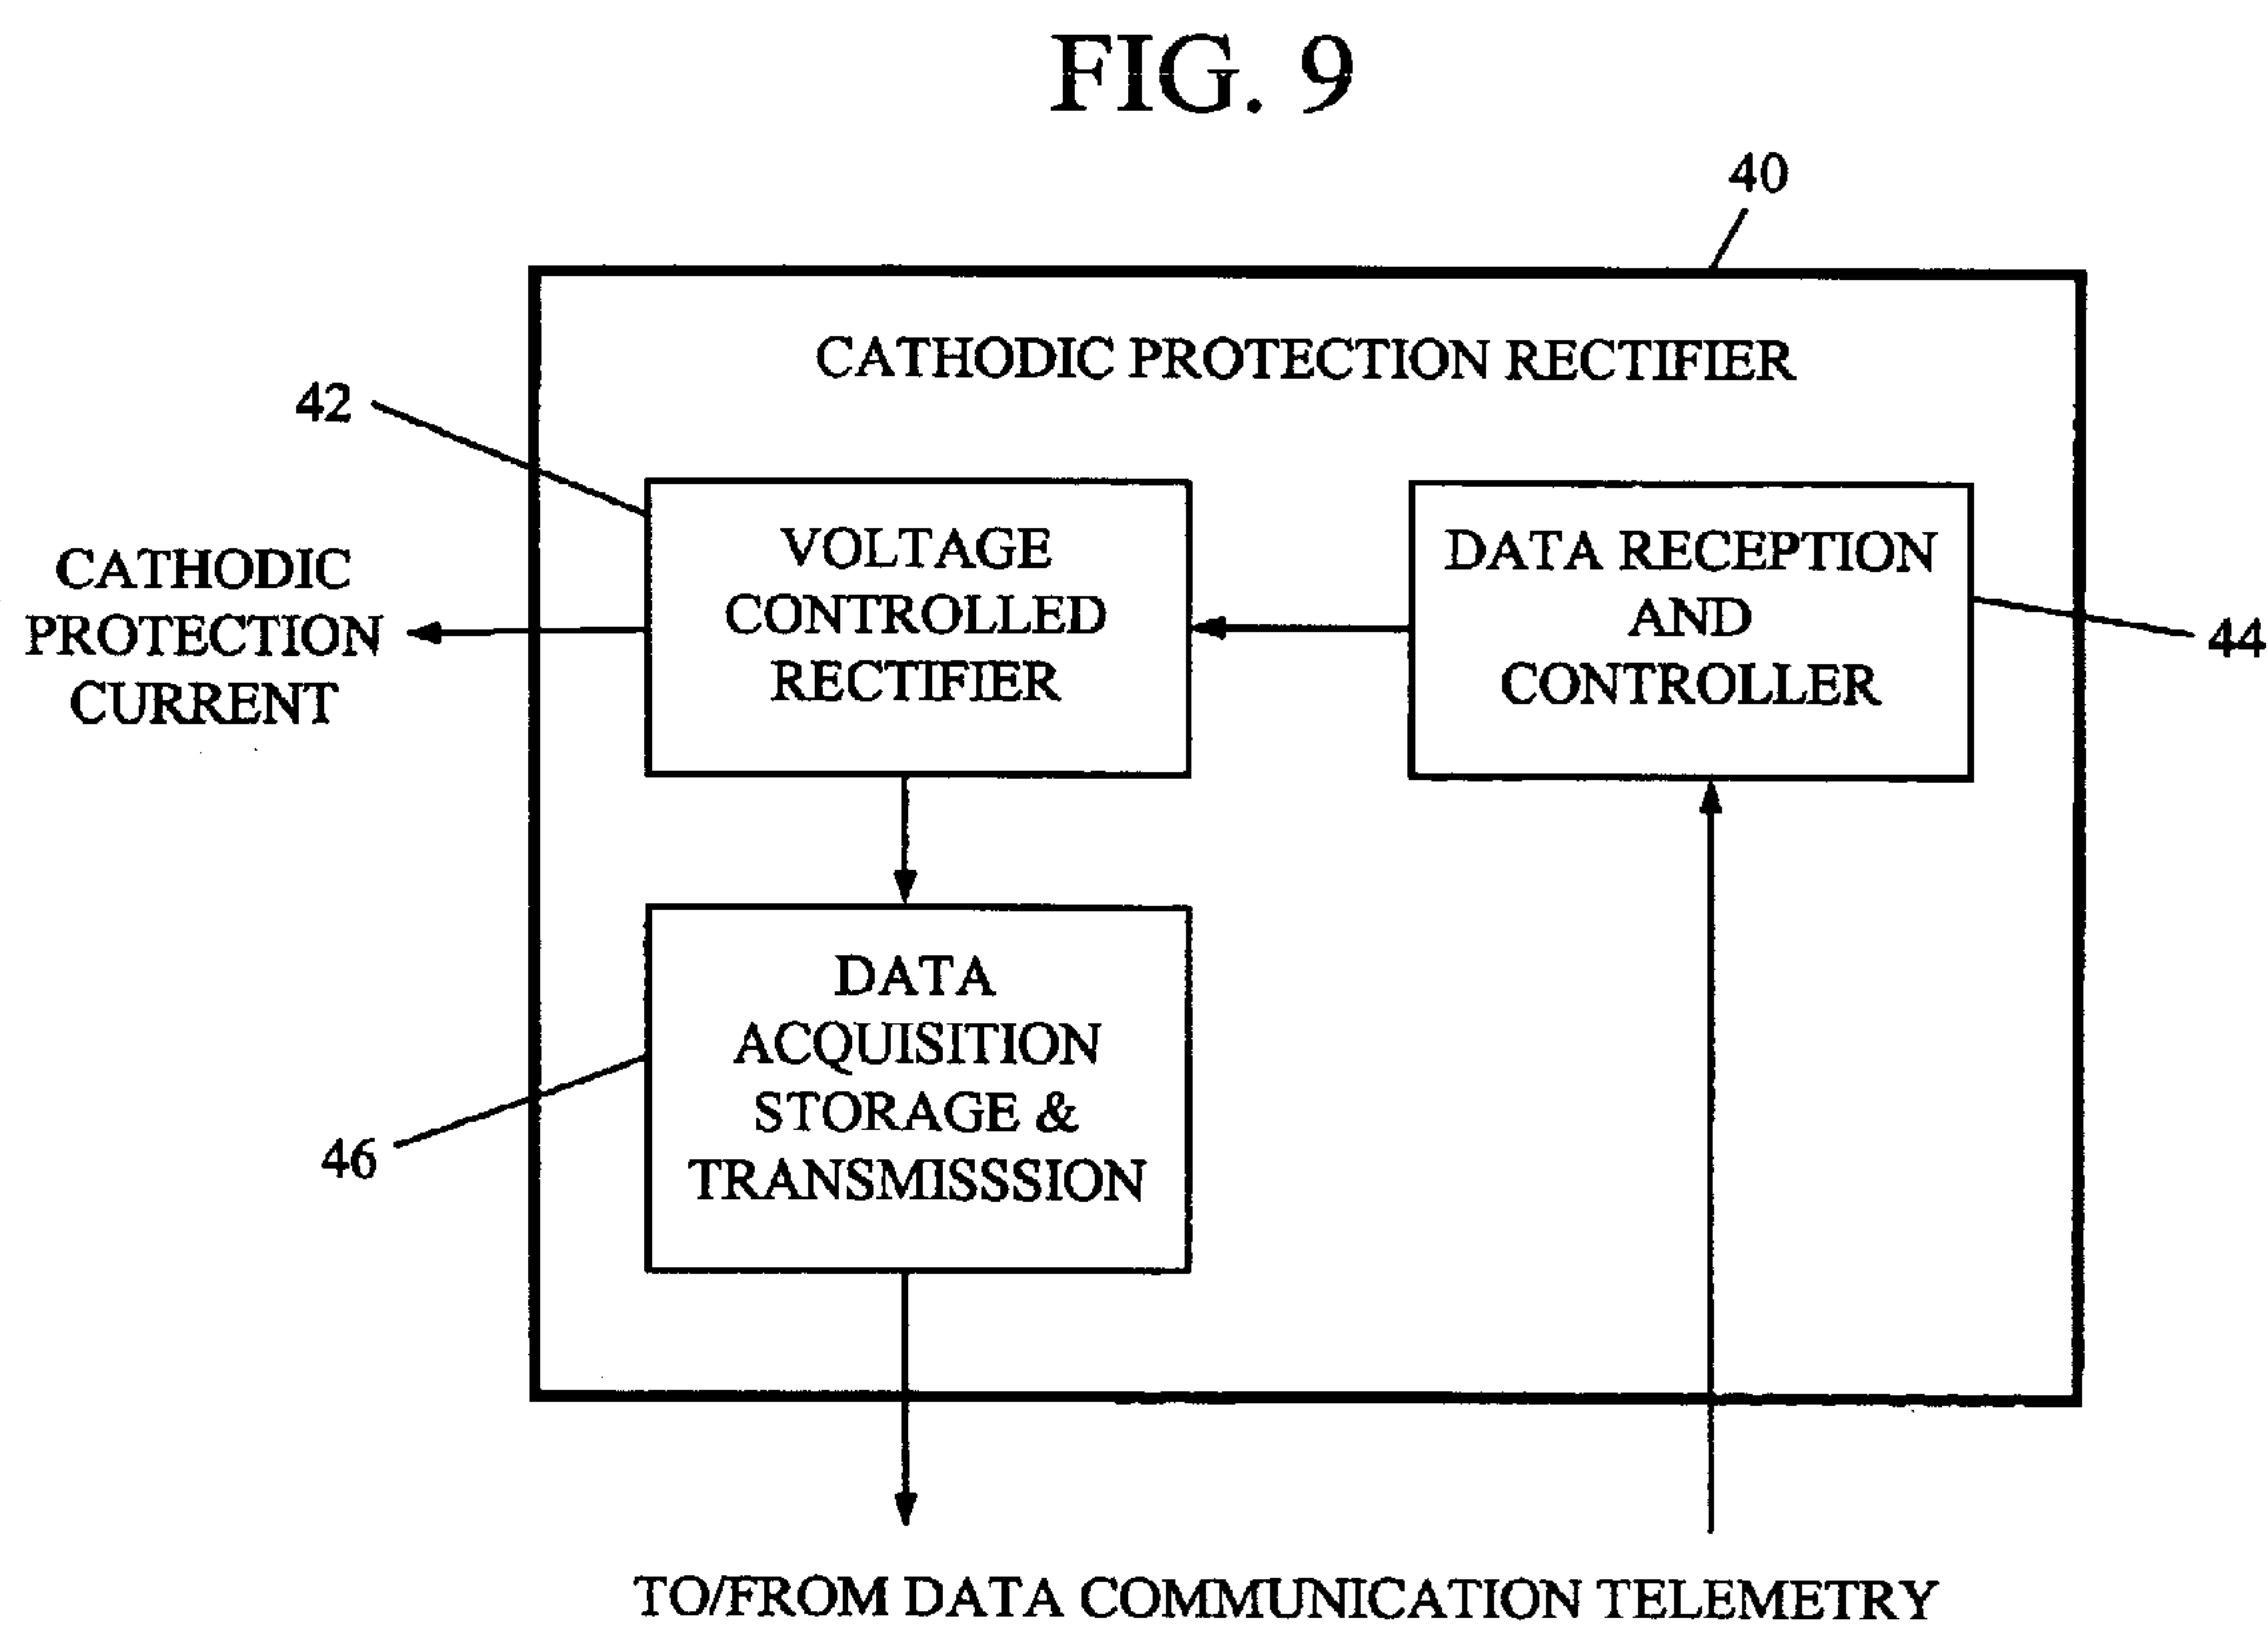 FIG. 9
40
CATHODIC PROTECTION RECTIFIER
42
VOLTAGE
CONTROLLED
RECTIFIER
DATA RECEPTION
AND
CONTROLLER
44
CATHODIC
PROTECTION
CURRENT
DATA
ACQUISITION
STORAGE &
TRANSMISSSION
46
TO/FROM DATA COMMUNICATION TELEMETRY